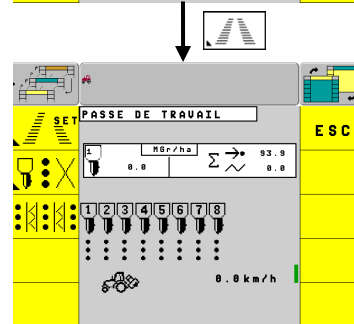 SET
PASSE DE TRAVAIL
ESC
1
MGr/ha
0.0
Σ
93.9
0.0
1 2 3 4 5 6 7 8
0.0km/h